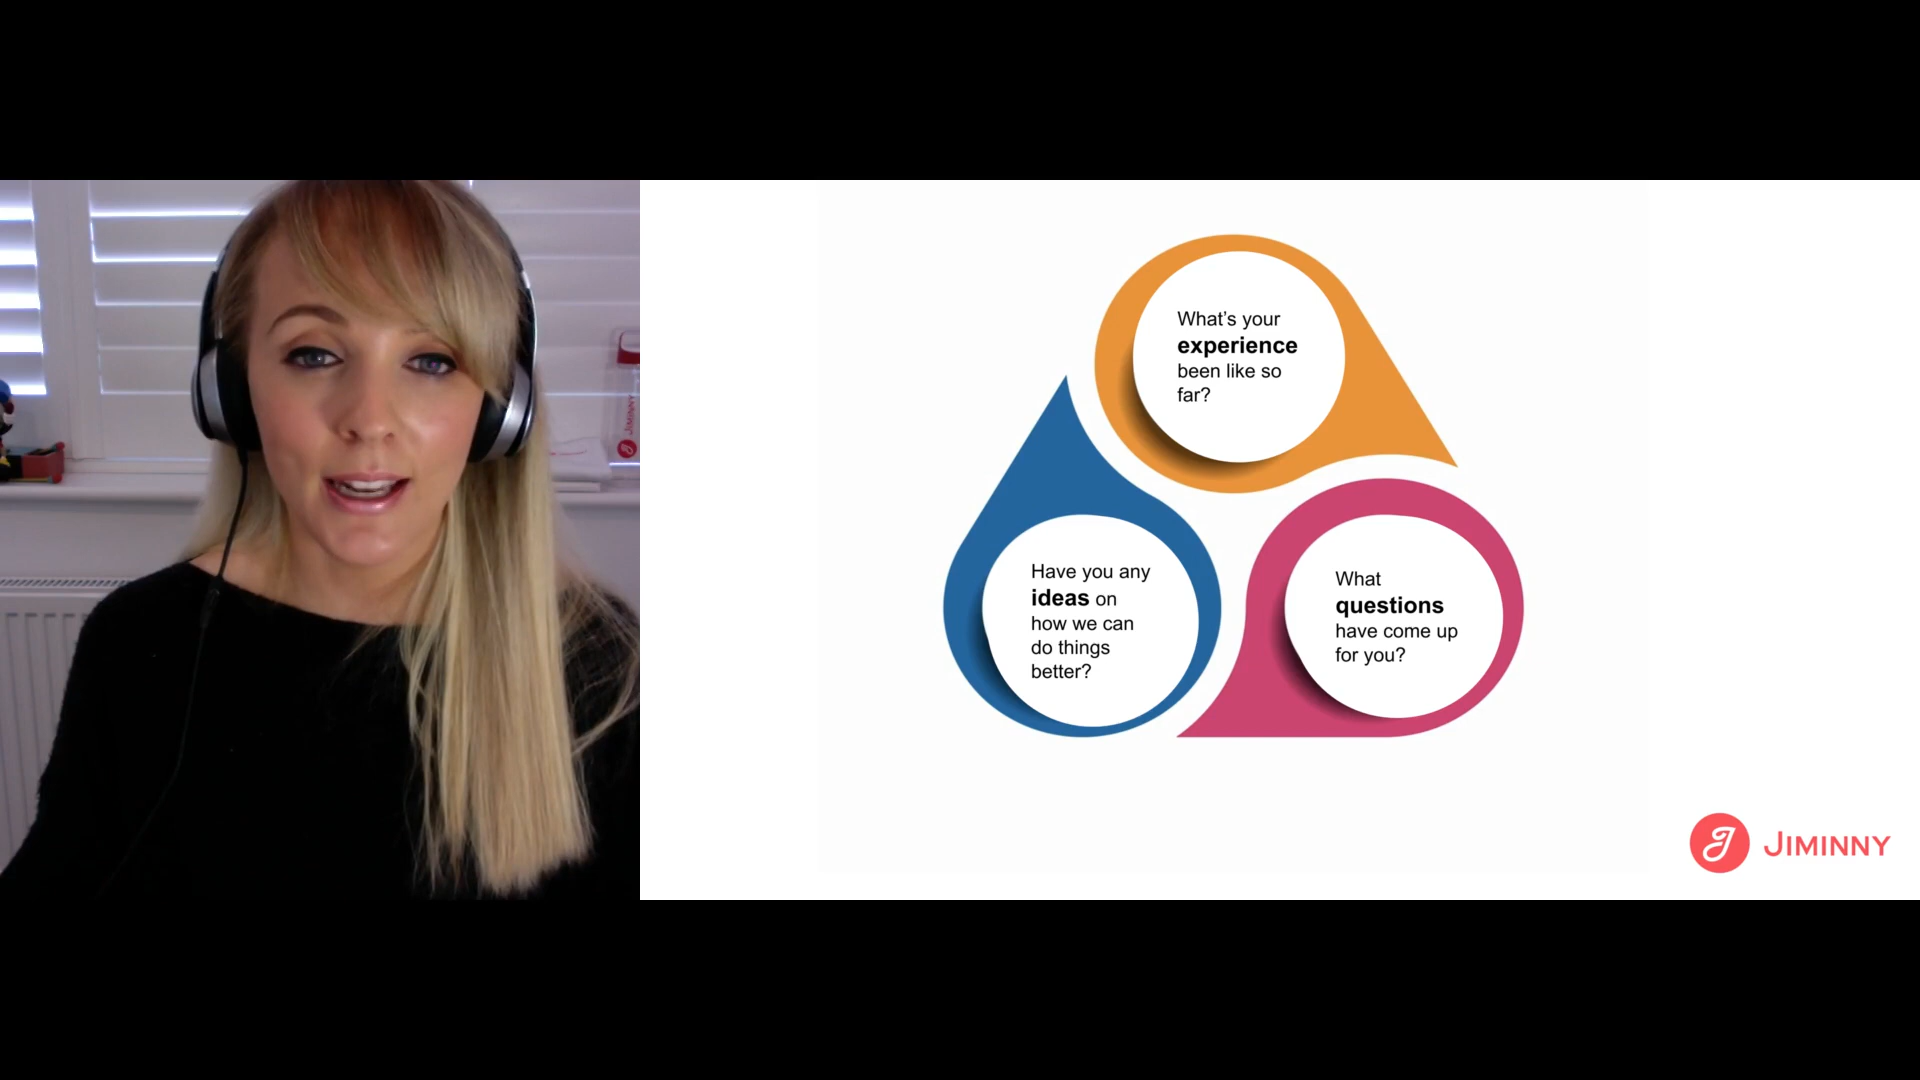 What's your
experience
been like so
far?
Have you any
ideas on
how we can
do things
better?
What
questions
have come up
for you?
JIMINNY
JIMINNY